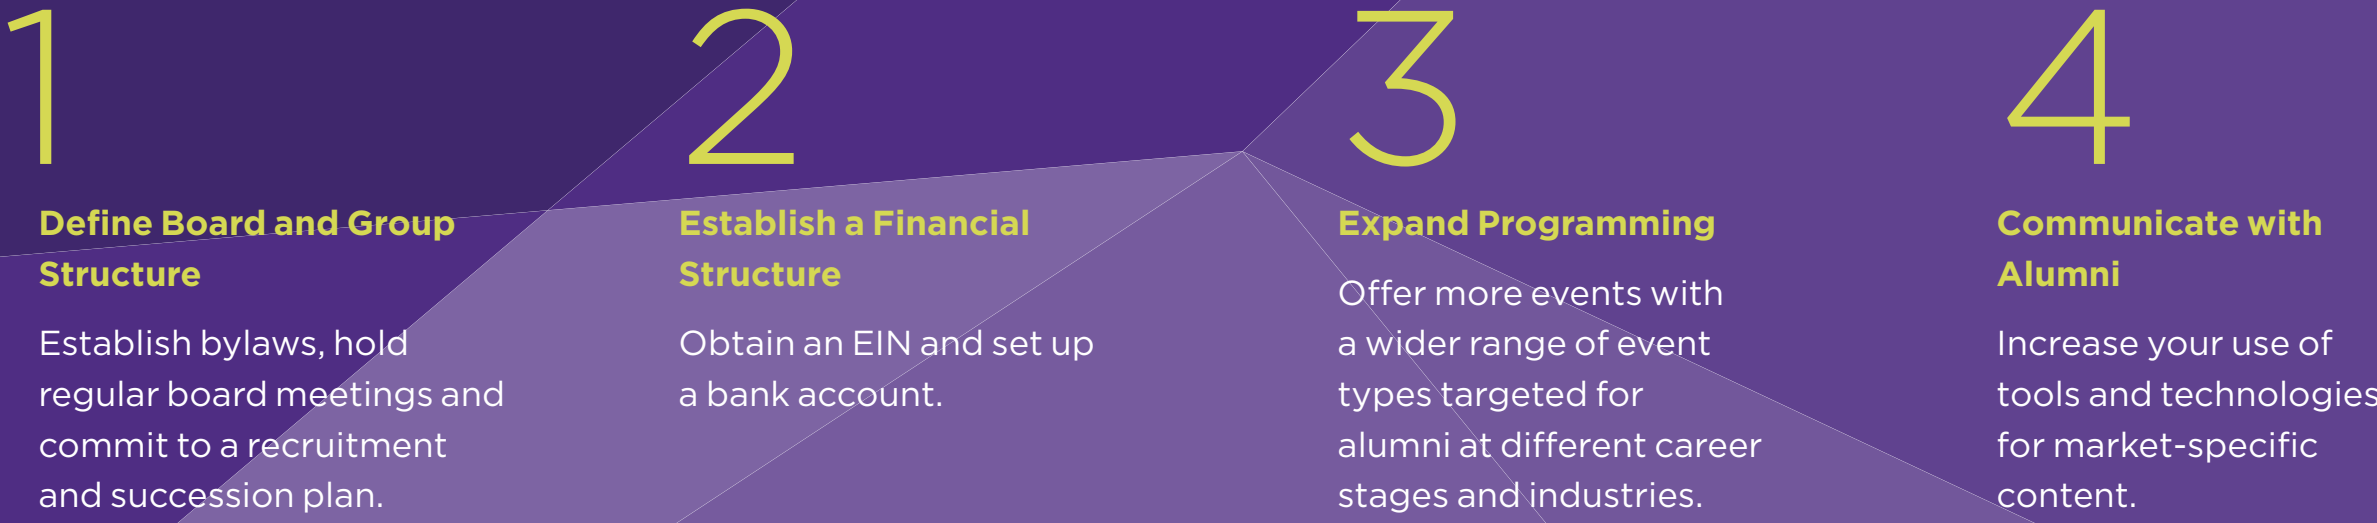 1
Define Board and Group
Structure
Establish bylaws, hold
regular board meetings and
commit to a recruitment
and succession plan.
2
Establish a Financial
Structure
Obtain an EIN and set up
a bank account.
3
Expand Programming
Offer more events with
a wider range of event
types targeted for
alumni at different career
stages and industries.
4
Communicate with
Alumni
Increase your use of
tools and technologies
for market-specific
content.